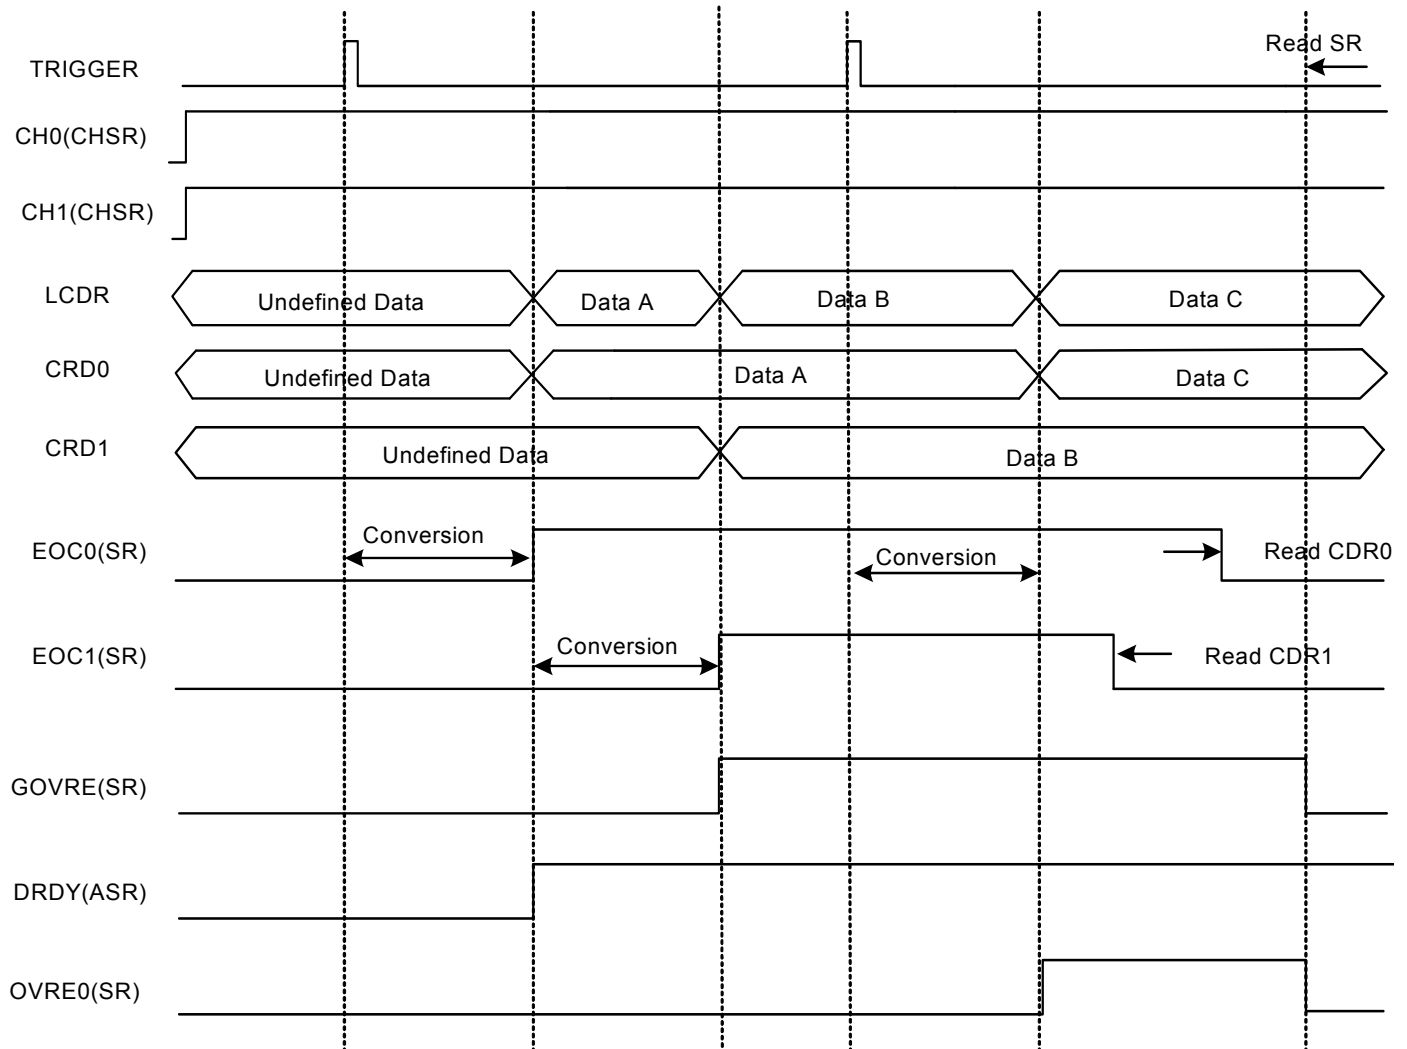 Read SR
TRIGGER
CH0(CHSR)
CH1(CHSR)
LCDR
Undefined Data
Data A
Data B
Data C
CRD0
Undefined Data
Data A
Data C
CRD1
Undefined Data
Data B
EOC0(SR)
Conversion
Conversion
Read CDR0
EOC1(SR)
Conversion
Read CDR1
GOVRE(SR)
DRDY(ASR)
OVRE0(SR)